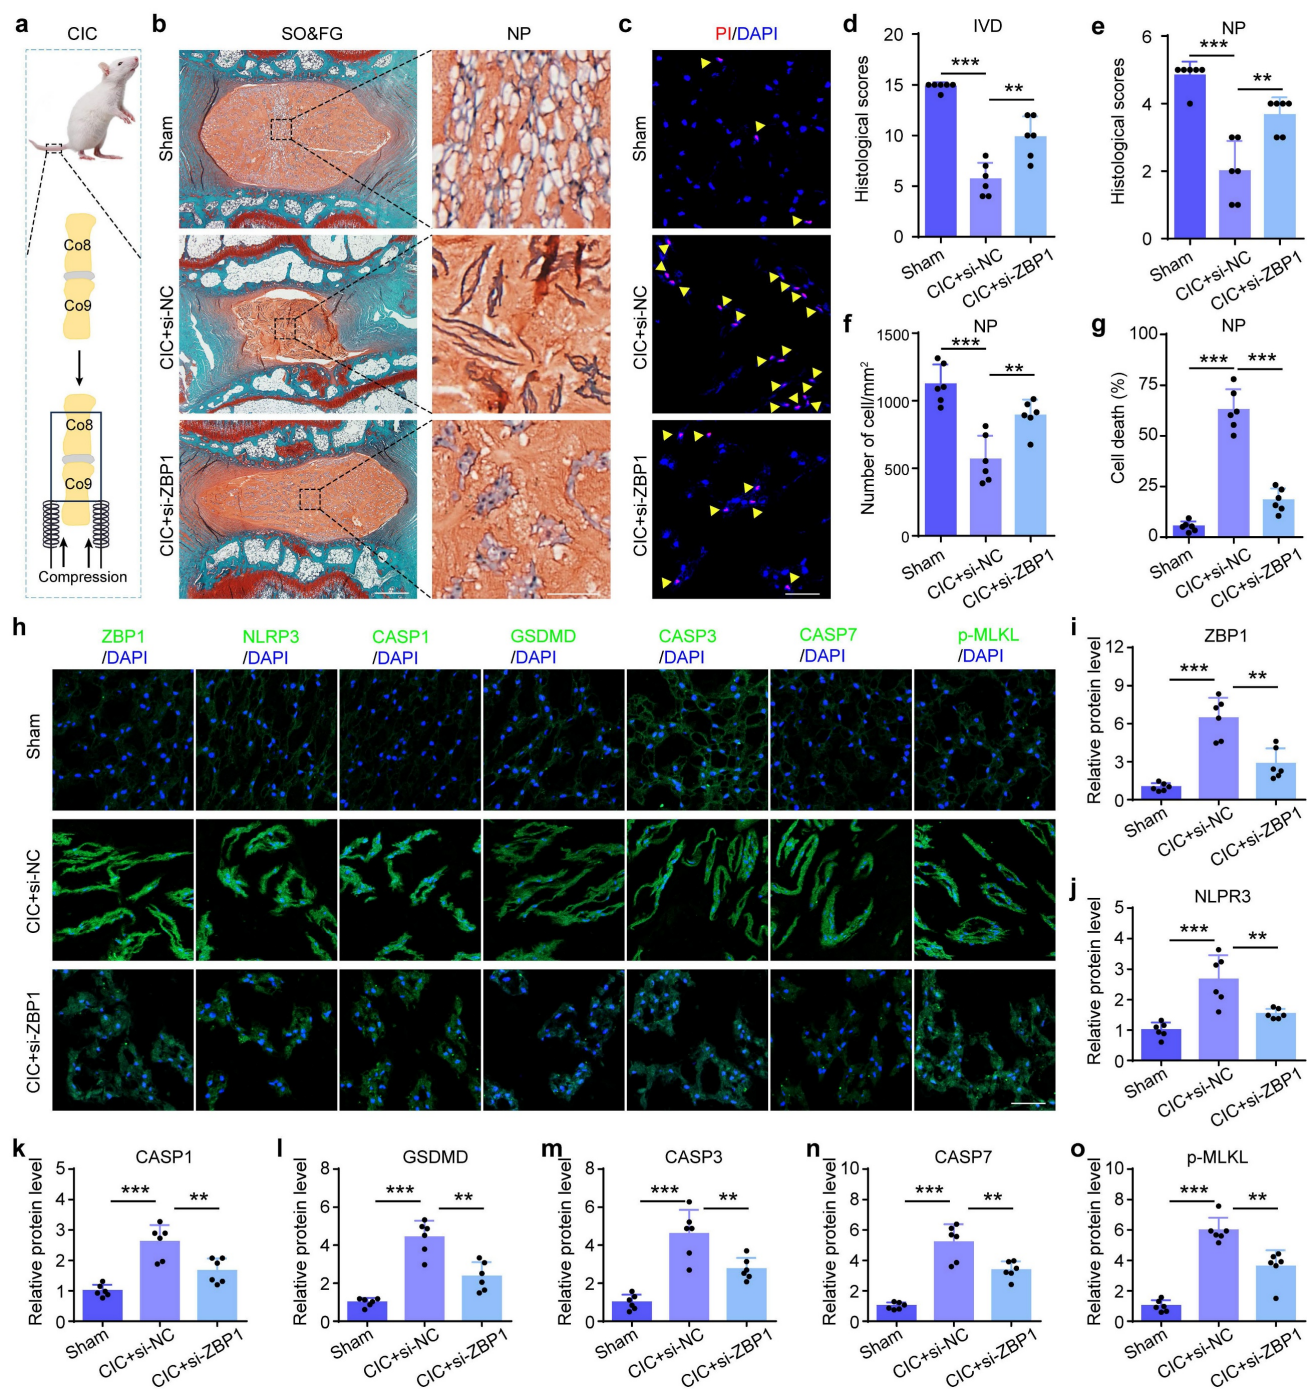 a
CIC
Co8
Co9
Co8
Co9
Compression
b
SO&FG
NP
Sham
CIC+si-NC
CIC+si-ZBP1
c
PI/DAPI
Sham
CIC+si-NC
CIC+si-ZBP1
d
IVD
Histological scores
20
15
10
5
0
***
**
Sham
CIC+si-NC
CIC+si-ZBP1
e
NP
Histological scores
6
4
2
0
***
**
Sham
CIC+si-NC
CIC+si-ZBP1
f
NP
Number of cell/mm²
1500
1000
500
0
***
**
Sham
CIC+si-NC
CIC+si-ZBP1
g
NP
Cell death (%)
100
75
50
25
0
***
***
Sham
CIC+si-NC
CIC+si-ZBP1
h
ZBP1
/DAPI
NLRP3
/DAPI
CASP1
/DAPI
GSDMD
/DAPI
CASP3
/DAPI
CASP7
/DAPI
p-MLKL
/DAPI
Sham
CIC+si-NC
CIC+si-ZBP1
i
ZBP1
Relative protein level
12
9
6
3
0
***
**
Sham
CIC+si-NC
CIC+si-ZBP1
j
NLPR3
Relative protein level
5
4
3
2
1
0
***
**
Sham
CIC+si-NC
CIC+si-ZBP1
k
CASP1
Relative protein level
5
4
3
2
1
0
***
**
Sham
CIC+si-NC
CIC+si-ZBP1
l
GSDMD
Relative protein level
8
6
4
2
0
***
**
Sham
CIC+si-NC
CIC+si-ZBP1
m
CASP3
Relative protein level
8
6
4
2
0
***
**
Sham
CIC+si-NC
CIC+si-ZBP1
n
CASP7
Relative protein level
10
8
6
4
2
0
***
**
Sham
CIC+si-NC
CIC+si-ZBP1
o
p-MLKL
Relative protein level
10
8
6
4
2
0
***
**
Sham
CIC+si-NC
CIC+si-ZBP1